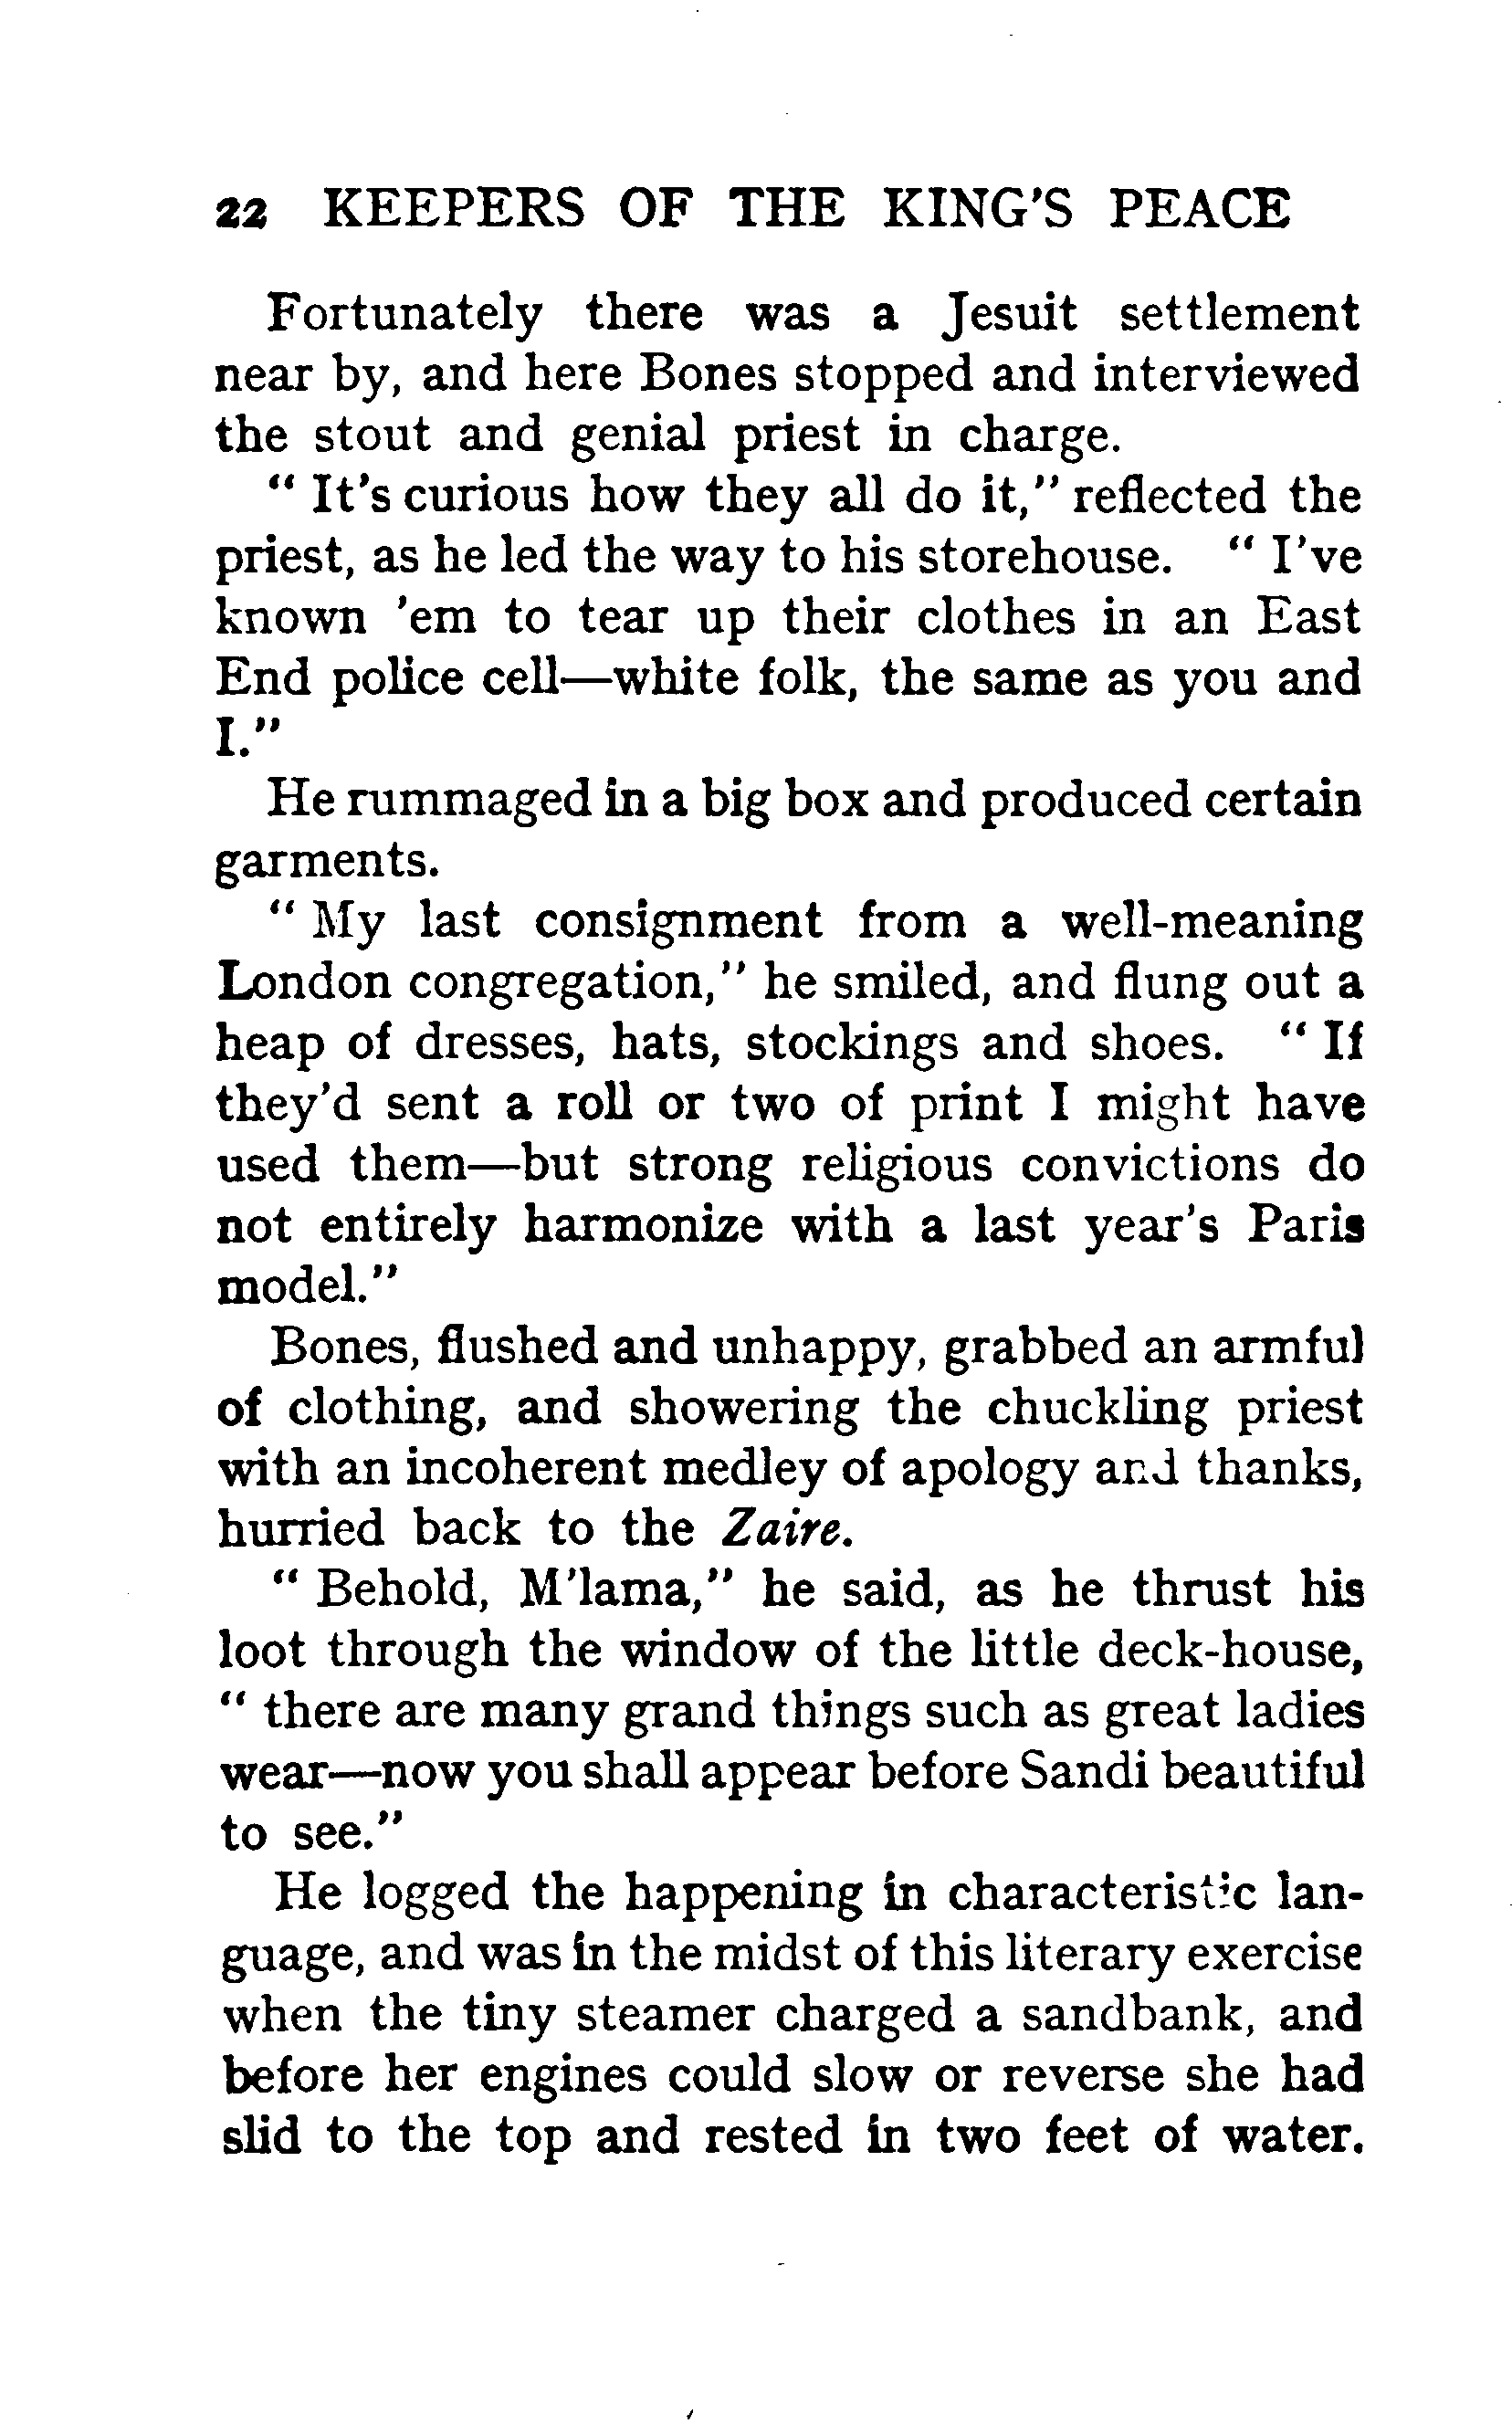 22 KEEPERS OF THE KING'S PEACE
Fortunately there was a Jesuit settlement
near by, and here Bones stopped and interviewed
the stout and genial priest in charge.
" It's curious how they all do it," reflected the
priest, as he led the way to his storehouse. " I've
known 'em to tear up their clothes in an East
End police cell—white folk, the same as you and
I."
He rummaged in a big box and produced certain
garments.
" My last consignment from a well-meaning
London congregation," he smiled, and flung out a
heap of dresses, hats, stockings and shoes. " If
they'd sent a roll or two of print I might have
used them—but strong religious convictions do
not entirely harmonize with a last year's Paris
model."
Bones, flushed and unhappy, grabbed an armful
of clothing, and showering the chuckling priest
with an incoherent medley of apology and thanks,
hurried back to the Zaire.
" Behold, M'lama," he said, as he thrust his
loot through the window of the little deck-house,
" there are many grand things such as great ladies
wear—now you shall appear before Sandi beautiful
to see."
He logged the happening in characteristic lan-
guage, and was in the midst of this literary exercise
when the tiny steamer charged a sandbank, and
before her engines could slow or reverse she had
slid to the top and rested in two feet of water.